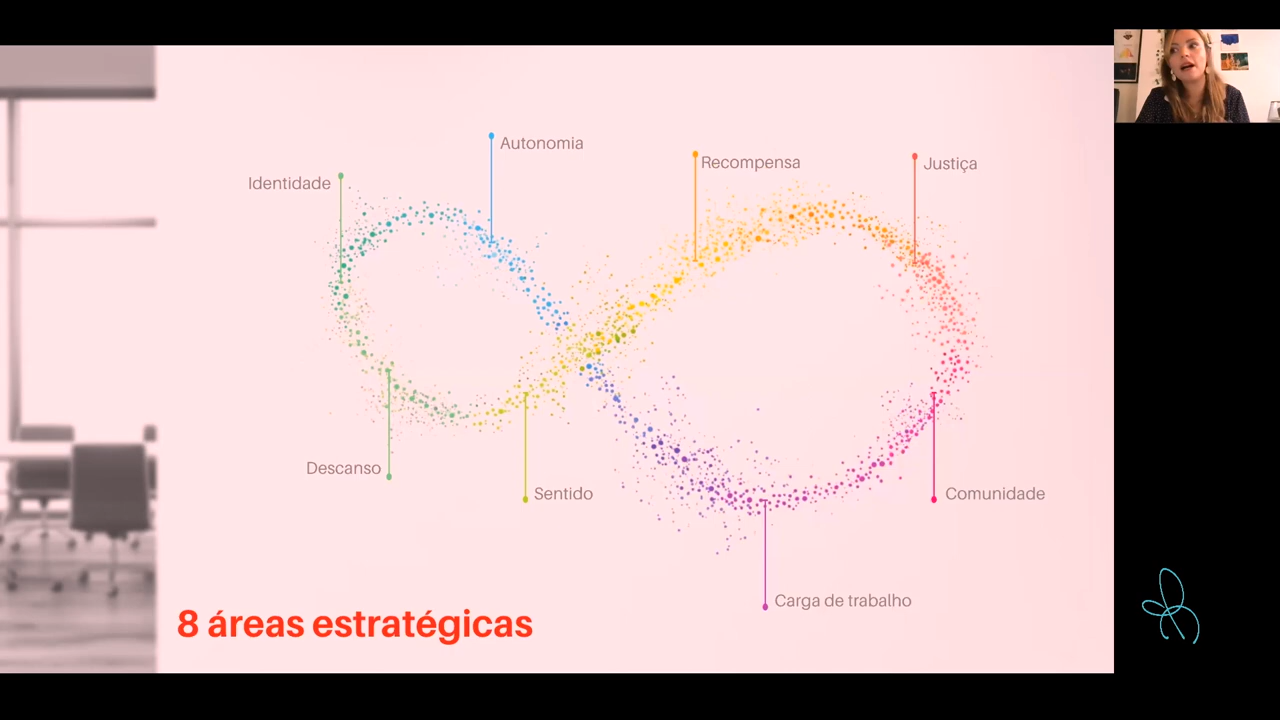 Autonomia
Recompensa
Justiça
Identidade
Descanso
Sentido
Comunidade
Carga de trabalho
8 áreas estratégicas